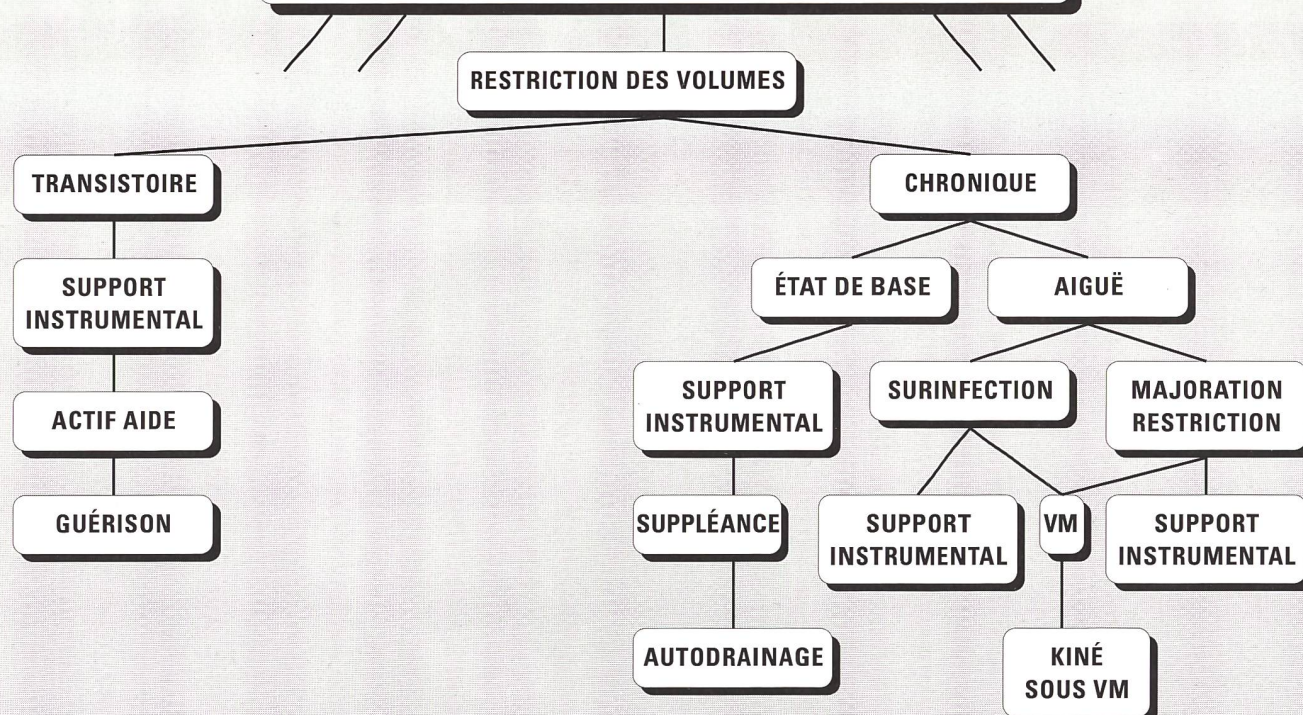 RESTRICTION DES VOLUMES
TRANSISTOIRE
CHRONIQUE
SUPPORT
INSTRUMENTAL
ÉTAT DE BASE
AIGUË
ACTIF AIDE
SUPPORT
INSTRUMENTAL
SURINFECTION
MAJORATION
RESTRICTION
GUÉRISON
SUPPLÉANCE
SUPPORT
INSTRUMENTAL
VM
SUPPORT
INSTRUMENTAL
AUTODRAINAGE
KINÉ
SOUS VM